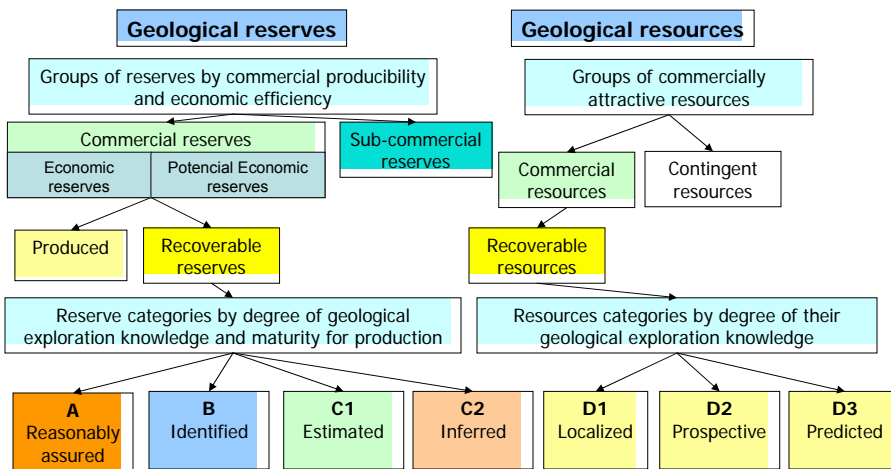 Geological reserves
Geological resources
Groups of reserves by commercial producibility
and economic efficiency
Groups of commercially
attractive resources
Commercial reserves
Economic
reserves
Potencial Economic
reserves
Sub-commercial
reserves
Commercial
resources
Contingent
resources
Produced
Recoverable
reserves
Recoverable
resources
Reserve categories by degree of geological
exploration knowledge and maturity for production
Resources categories by degree of their
geological exploration knowledge
A
Reasonably
assured
B
Identified
C1
Estimated
C2
Inferred
D1
Localized
D2
Prospective
D3
Predicted